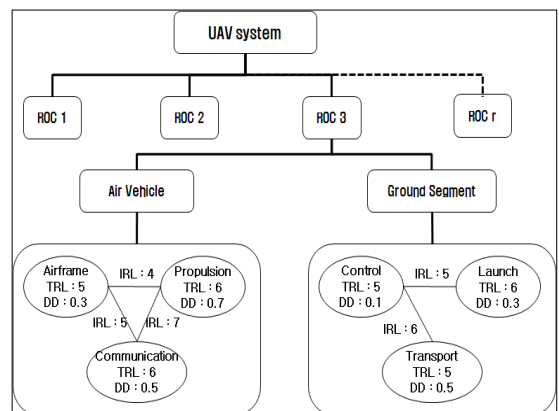 UAV system
ROC 1
ROC 2
ROC 3
ROC r
Air Vehicle
Ground Segment
Airframe
TRL : 5
DD : 0.3
IRL : 4
Propulsion
TRL : 6
DD : 0.7
IRL : 5
IRL : 7
Communication
TRL : 6
DD : 0.5
Control
TRL : 5
DD : 0.1
IRL : 5
Launch
TRL : 6
DD : 0.3
IRL : 6
Transport
TRL : 5
DD : 0.5